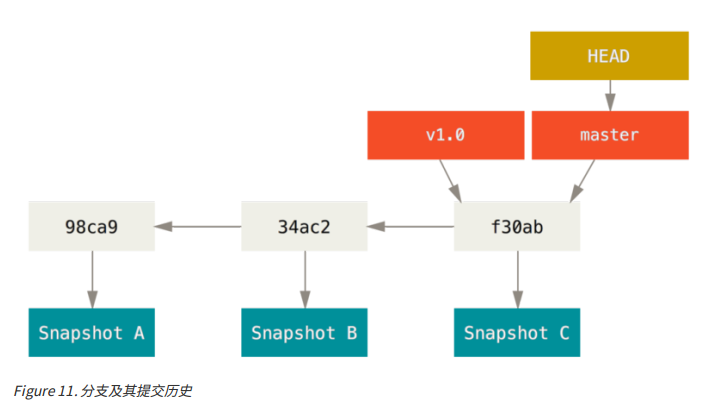 HEAD
v1.0
master
98ca9
34ac2
f30ab
Snapshot A
Snapshot B
Snapshot C
Figure 11. 分支及其提交历史